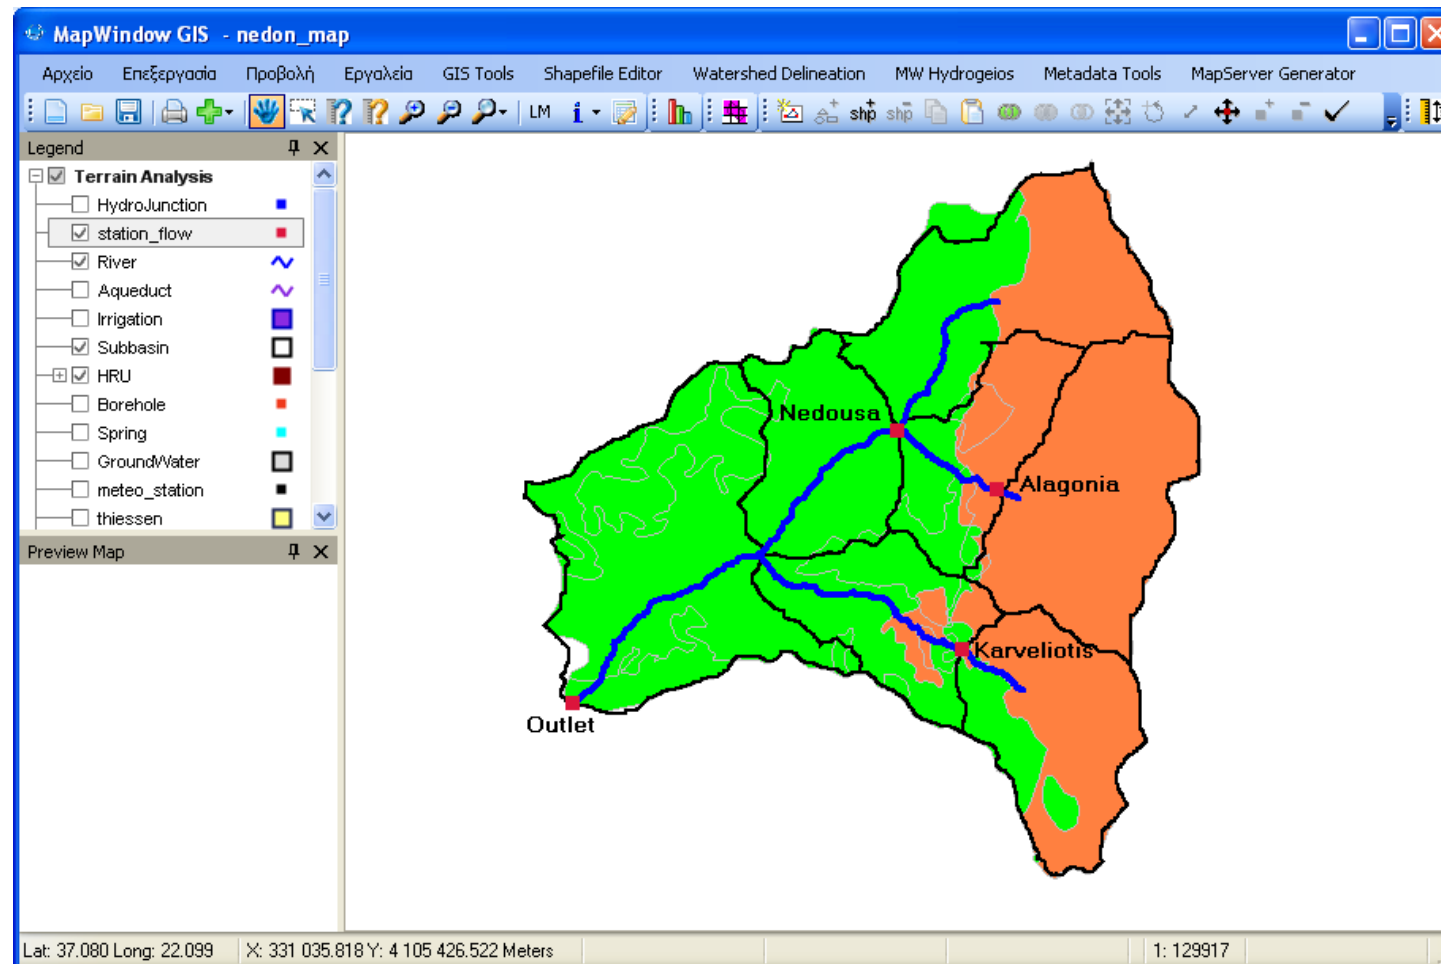 MapWindow GIS - nedon_map
Αρχείο Επεξεργασία Προβολή Εργαλεία GIS Tools Shapefile Editor Watershed Delineation MW Hydrogeios Metadata Tools MapServer Generator
LM i shp shp
Legend
Terrain Analysis
HydroJunction
station_flow
River
Aqueduct
Irrigation
Subbasin
HRU
Borehole
Spring
GroundWater
meteo_station
thiessen
Preview Map
Nedousa
Alagonia
Karveliotis
Outlet
Lat: 37.080 Long: 22.099 X: 331 035.818 Y: 4 105 426.522 Meters 1: 129917